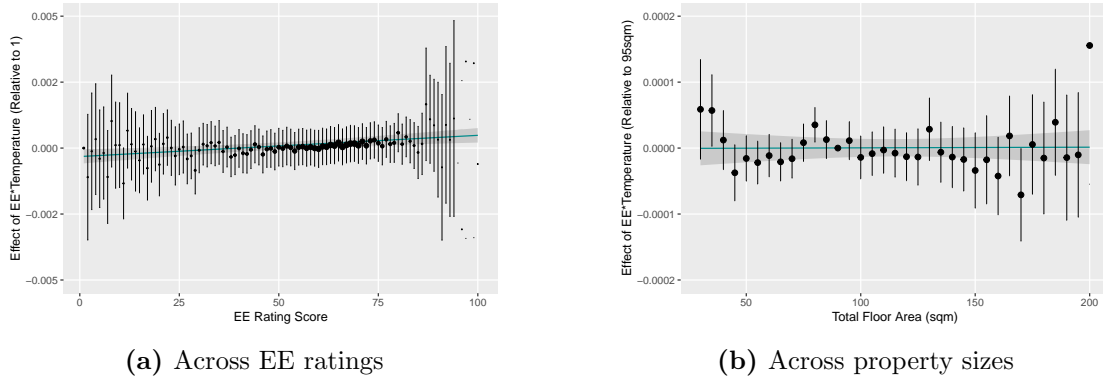 Effect of EE*Temperature (Relative to 1)
0.005
0.002
0.000
−0.002
−0.005
0 25 50 75 100
EE Rating Score
(a) Across EE ratings
Effect of EE*Temperature (Relative to 95sqm)
0.0002
0.0001
0.0000
−0.0001
−0.0002
50 100 150 200
Total Floor Area (sqm)
(b) Across property sizes